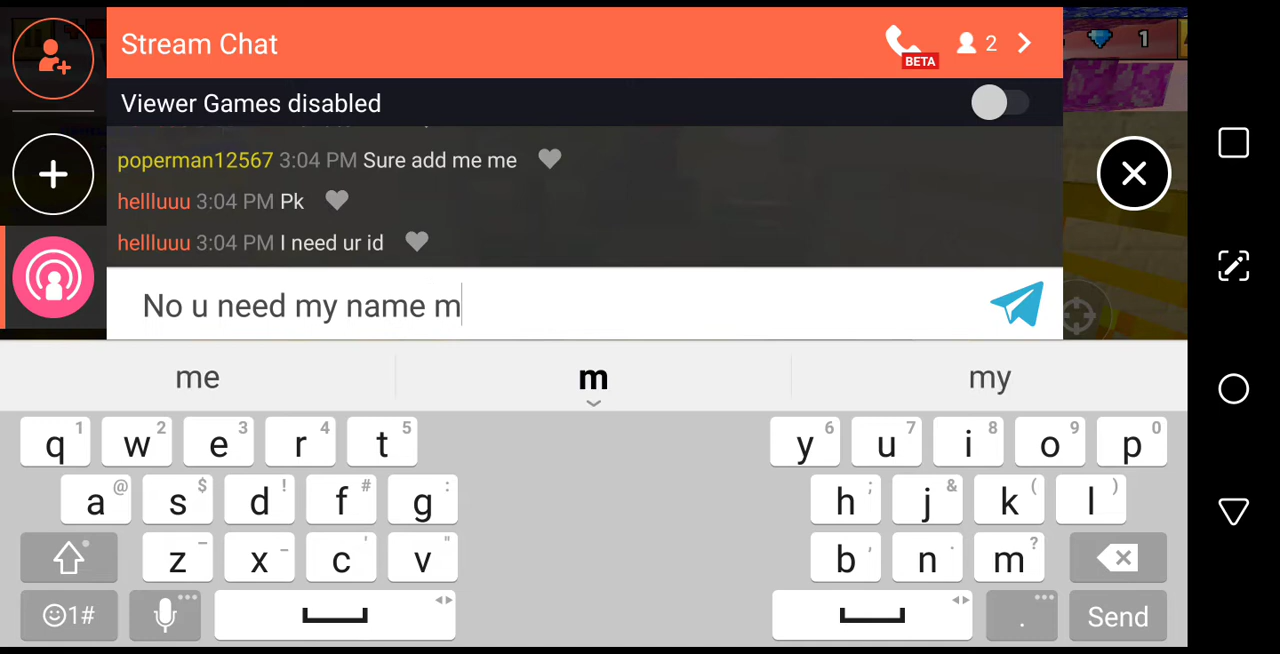 Stream Chat
BETA
2
1
Viewer Games disabled
poperman12567 3:04 PM Sure add me me
hellluuu 3:04 PM Pk
hellluuu 3:04 PM I need ur id
No u need my name m
me m my
q 1 w 2 e 3 r 4 t 5 y 6 u 7 i 8 o 9 p 0
a @ s $ d ! f # g : h ; j & k ( l )
z - x _ c ' v " b , n . m ?
1# . Send